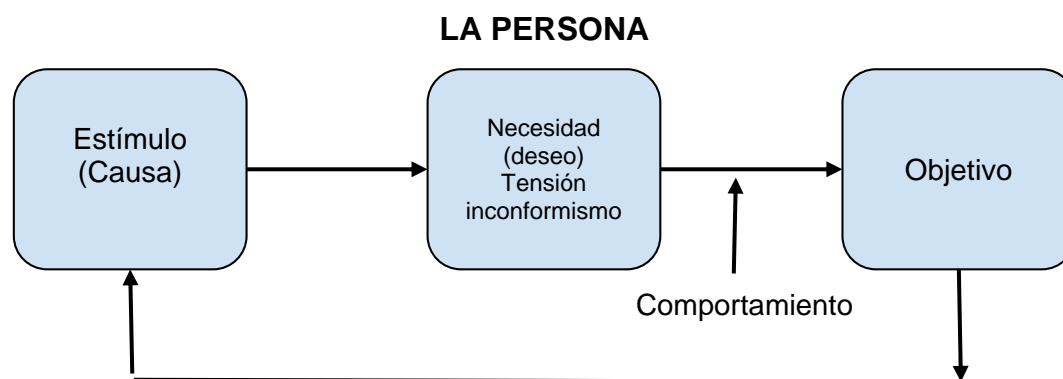 LA PERSONA
Estímulo
(Causa)
Necesidad
(deseo)
Tensión
inconformismo
Objetivo
Comportamiento